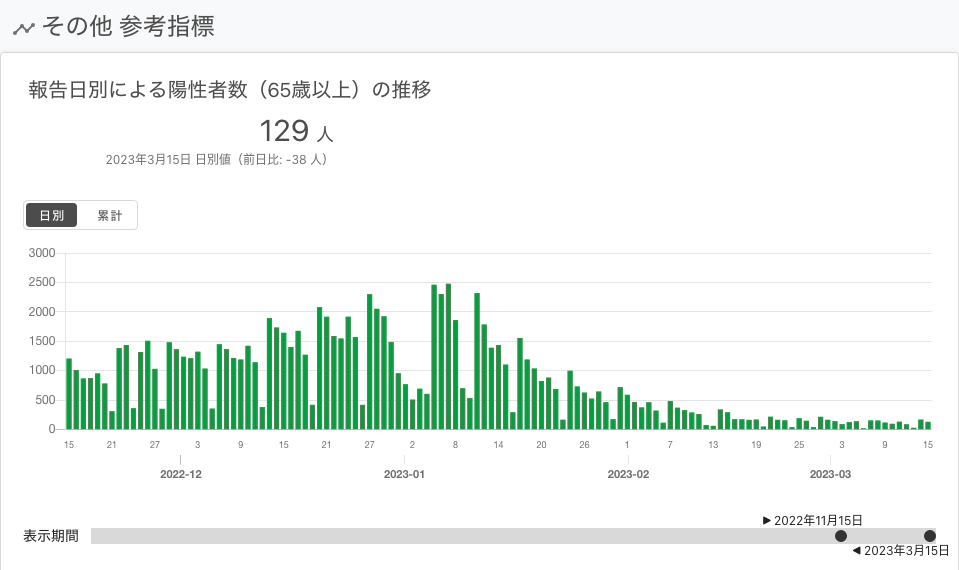 その他 参考指標
報告日別による陽性者数（65歳以上）の推移
129 人
2023年3月15日 日別値（前日比: -38 人）
日別 累計
3000
2500
2000
1500
1000
500
0
15 21 27 3 9 15 21 27 2 8 14 20 26 1 7 13 19 25 3 9 15
2022-12 2023-01 2023-02 2023-03
▶ 2022年11月15日
表示期間
◀ 2023年3月15日